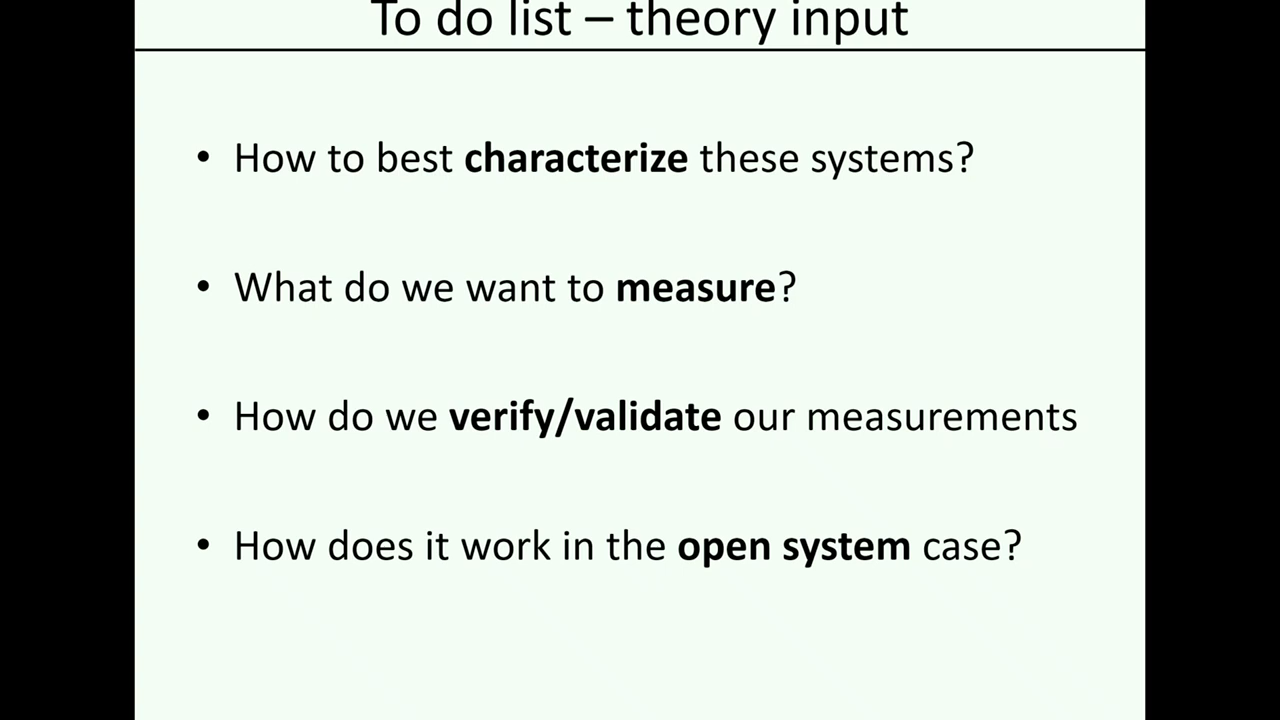 To do list – theory input
• How to best characterize these systems?
• What do we want to measure?
• How do we verify/validate our measurements
• How does it work in the open system case?